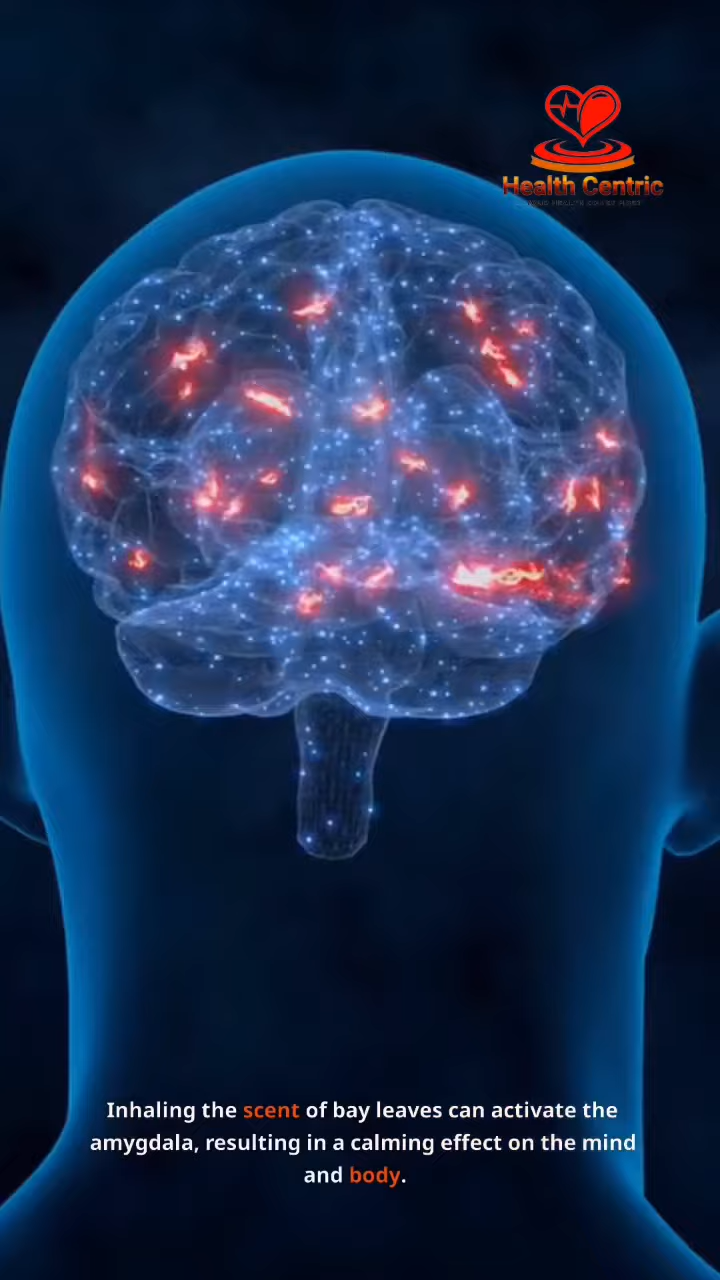 Health Centric
Inhaling the scent of bay leaves can activate the
amygdala, resulting in a calming effect on the mind
and body.